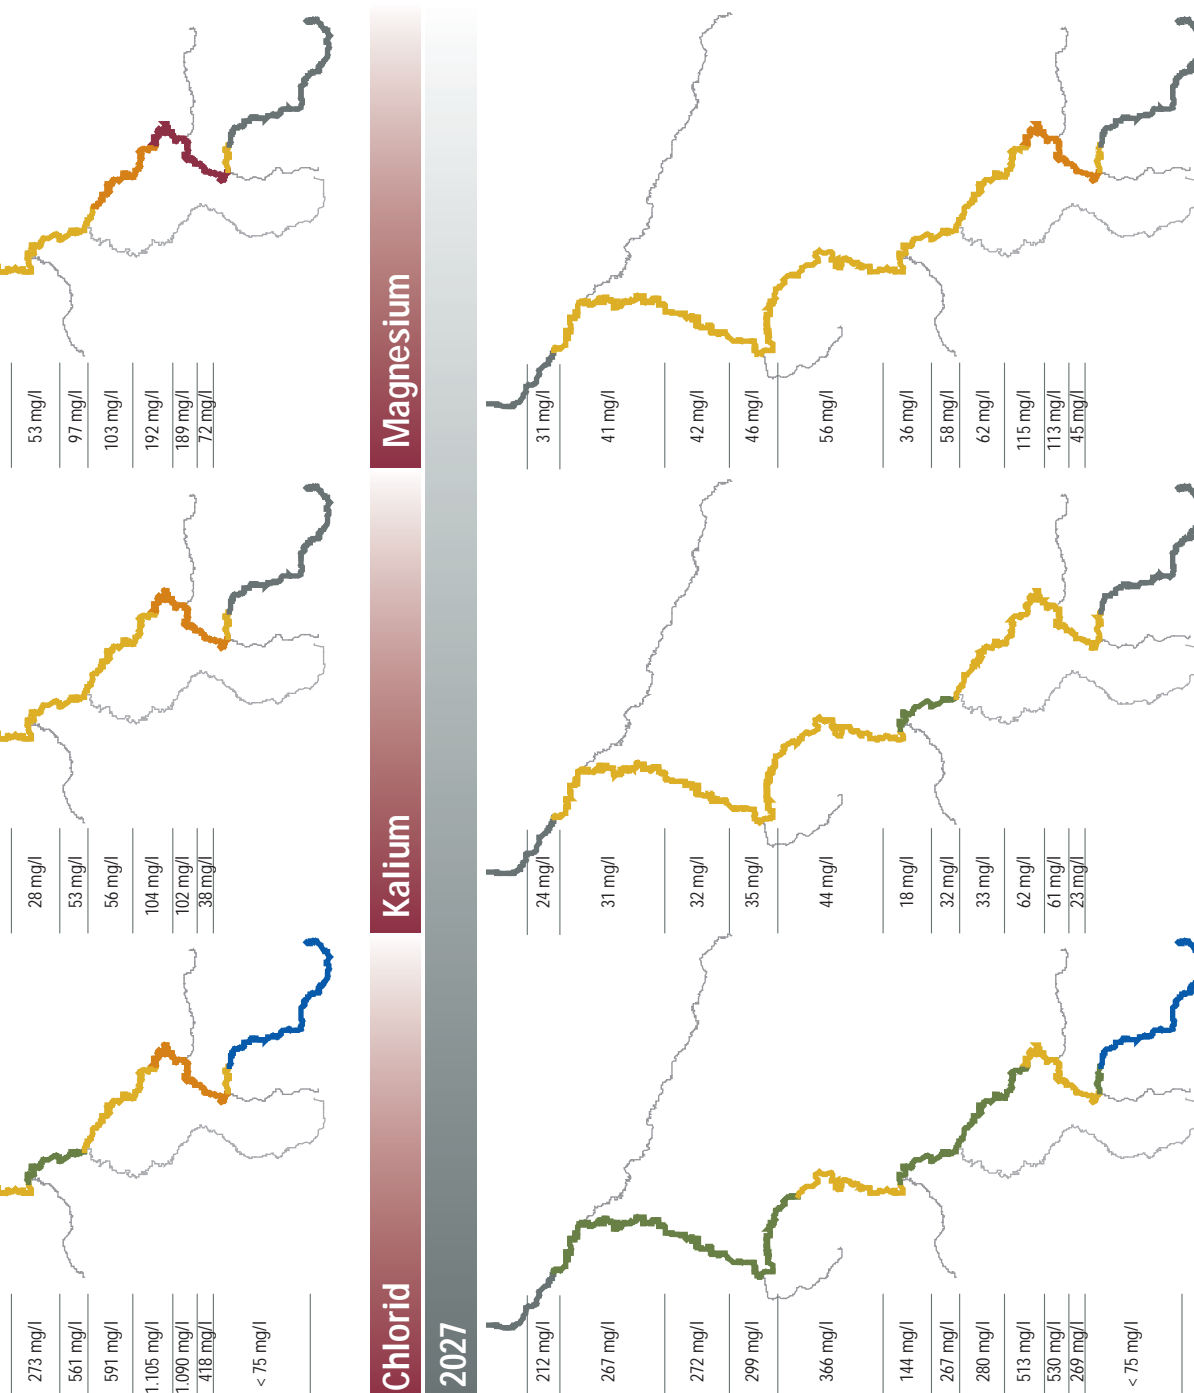 53 mg/l
97 mg/l
103 mg/l
192 mg/l
189 mg/l
72 mg/l
28 mg/l
53 mg/l
56 mg/l
104 mg/l
102 mg/l
38 mg/l
273 mg/l
561 mg/l
591 mg/l
1.105 mg/l
1.090 mg/l
418 mg/l
< 75 mg/l
Magnesium
Kalium
Chlorid
2027
31 mg/l
41 mg/l
42 mg/l
46 mg/l
56 mg/l
36 mg/l
58 mg/l
62 mg/l
115 mg/l
113 mg/l
45 mg/l
24 mg/l
31 mg/l
32 mg/l
35 mg/l
44 mg/l
18 mg/l
32 mg/l
33 mg/l
62 mg/l
61 mg/l
23 mg/l
212 mg/l
267 mg/l
272 mg/l
299 mg/l
366 mg/l
144 mg/l
267 mg/l
280 mg/l
513 mg/l
530 mg/l
269 mg/l
< 75 mg/l